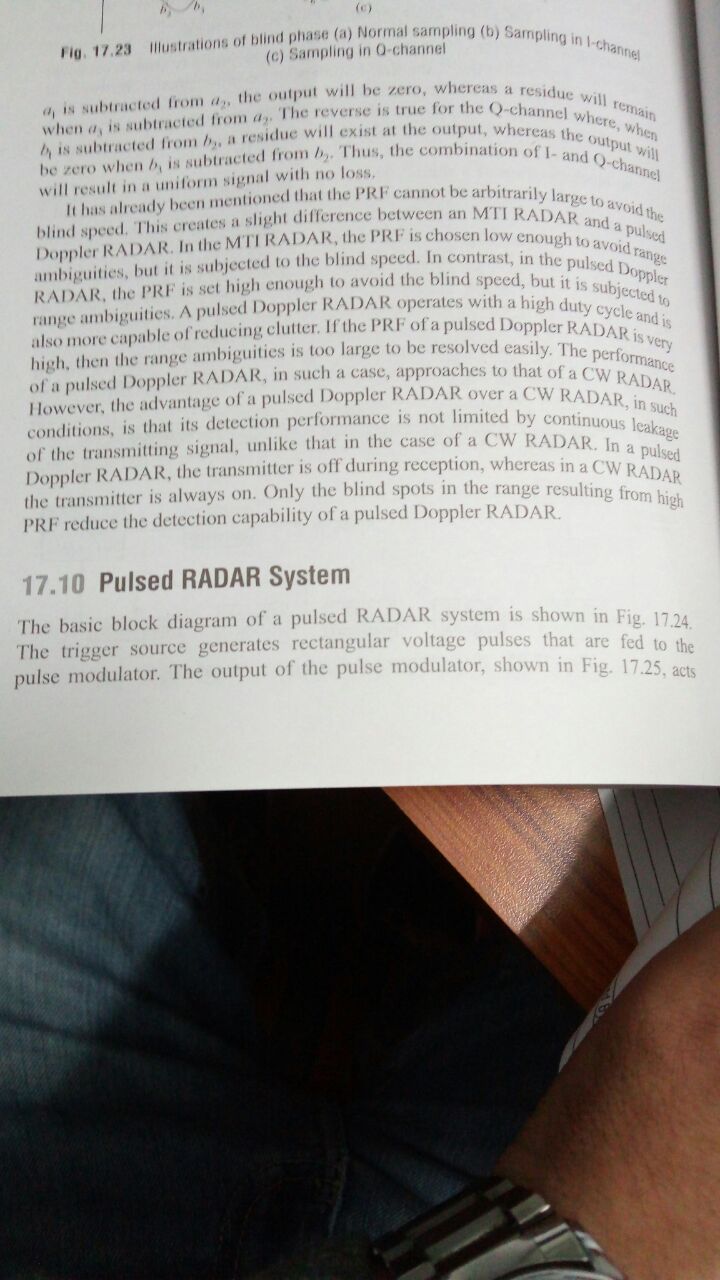 b₂ b₁
(c)
Fig. 17.23 Illustrations of blind phase (a) Normal sampling (b) Sampling in I-channel
(c) Sampling in Q-channel
a₁ is subtracted from a₂, the output will be zero, whereas a residue will remain
when a₃ is subtracted from a₂. The reverse is true for the Q-channel where, when
b₁ is subtracted from b₂, a residue will exist at the output, whereas the output will
be zero when b₃ is subtracted from b₂. Thus, the combination of I- and Q-channel
will result in a uniform signal with no loss.
It has already been mentioned that the PRF cannot be arbitrarily large to avoid the
blind speed. This creates a slight difference between an MTI RADAR and a pulsed
Doppler RADAR. In the MTI RADAR, the PRF is chosen low enough to avoid range
ambiguities, but it is subjected to the blind speed. In contrast, in the pulsed Doppler
RADAR, the PRF is set high enough to avoid the blind speed, but it is subjected to
range ambiguities. A pulsed Doppler RADAR operates with a high duty cycle and is
also more capable of reducing clutter. If the PRF of a pulsed Doppler RADAR is very
high, then the range ambiguities is too large to be resolved easily. The performance
of a pulsed Doppler RADAR, in such a case, approaches to that of a CW RADAR.
However, the advantage of a pulsed Doppler RADAR over a CW RADAR, in such
conditions, is that its detection performance is not limited by continuous leakage
of the transmitting signal, unlike that in the case of a CW RADAR. In a pulsed
Doppler RADAR, the transmitter is off during reception, whereas in a CW RADAR
the transmitter is always on. Only the blind spots in the range resulting from high
PRF reduce the detection capability of a pulsed Doppler RADAR.
17.10 Pulsed RADAR System
The basic block diagram of a pulsed RADAR system is shown in Fig. 17.24.
The trigger source generates rectangular voltage pulses that are fed to the
pulse modulator. The output of the pulse modulator, shown in Fig. 17.25, acts